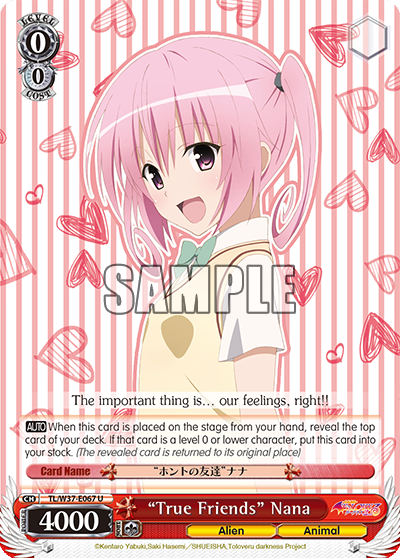 LEVEL
0
0
COST
SAMPLE
The important thing is... our feelings, right!!
AUTO When this card is placed on the stage from your hand, reveal the top
card of your deck. If that card is a level 0 or lower character, put this card into
your stock. (The revealed card is returned to its original place)
Card Name
“ホントの友達”ナナ
CH TL/W37-E067 U
POWER 4000 “True Friends” Nana
Alien Animal
©Kentaro Yabuki,Saki Hasemi／SHUEISHA,Toloveru darkness Project